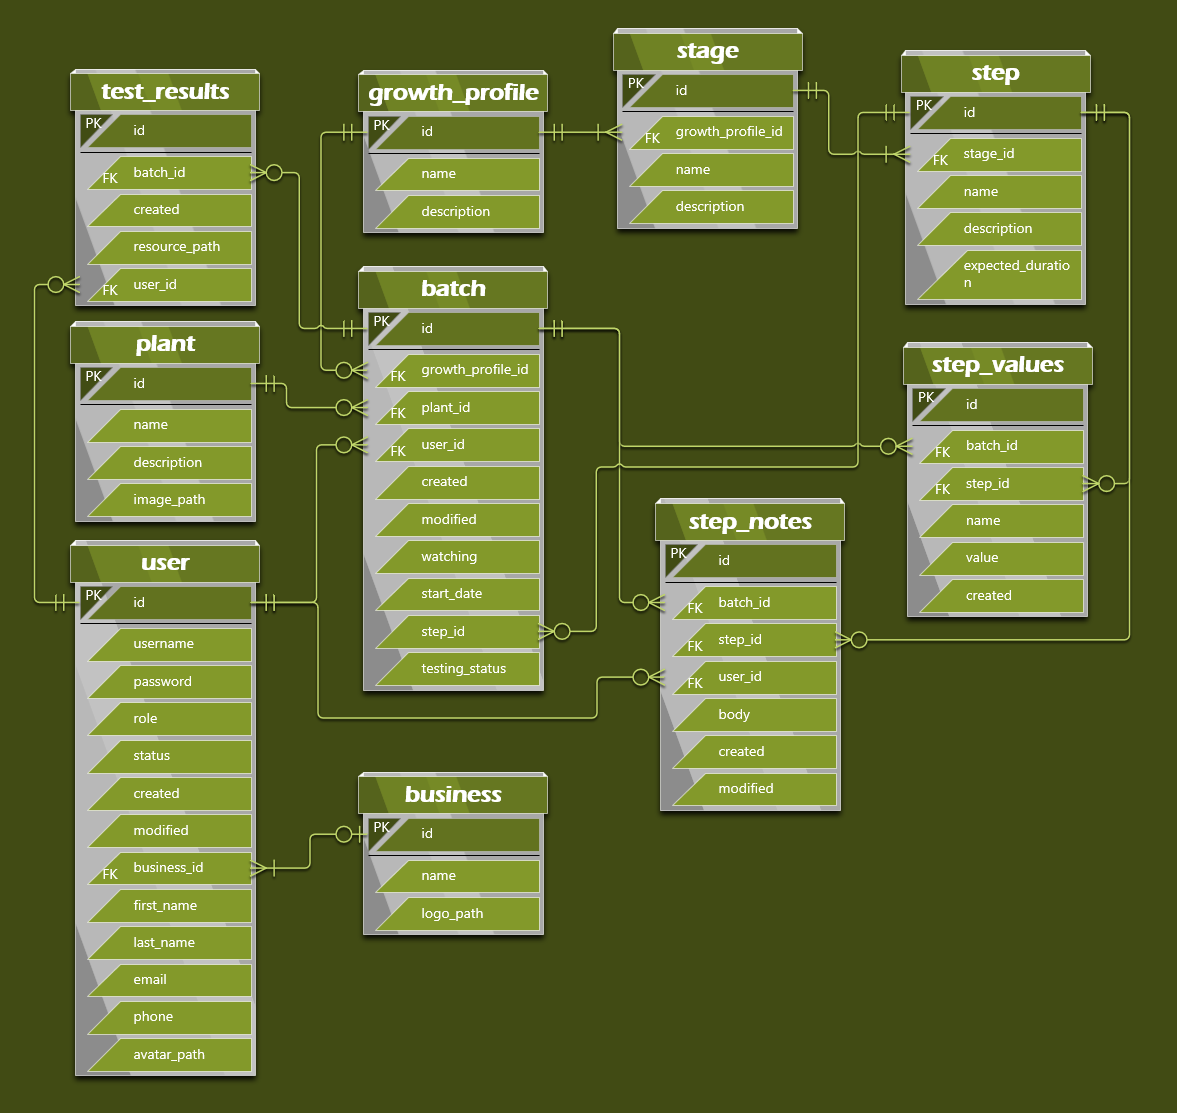 test_results
PK
id
FK
batch_id
created
resource_path
FK
user_id
plant
PK
id
name
description
image_path
user
PK
id
username
password
role
status
created
modified
FK
business_id
first_name
last_name
email
phone
avatar_path
growth_profile
PK
id
name
description
batch
PK
id
FK
growth_profile_id
FK
plant_id
FK
user_id
created
modified
watching
start_date
step_id
testing_status
business
PK
id
name
logo_path
stage
PK
id
FK
growth_profile_id
name
description
step_notes
PK
id
FK
batch_id
FK
step_id
FK
user_id
body
created
modified
step
PK
id
FK
stage_id
name
description
expected_duratio
n
step_values
PK
id
FK
batch_id
FK
step_id
name
value
created